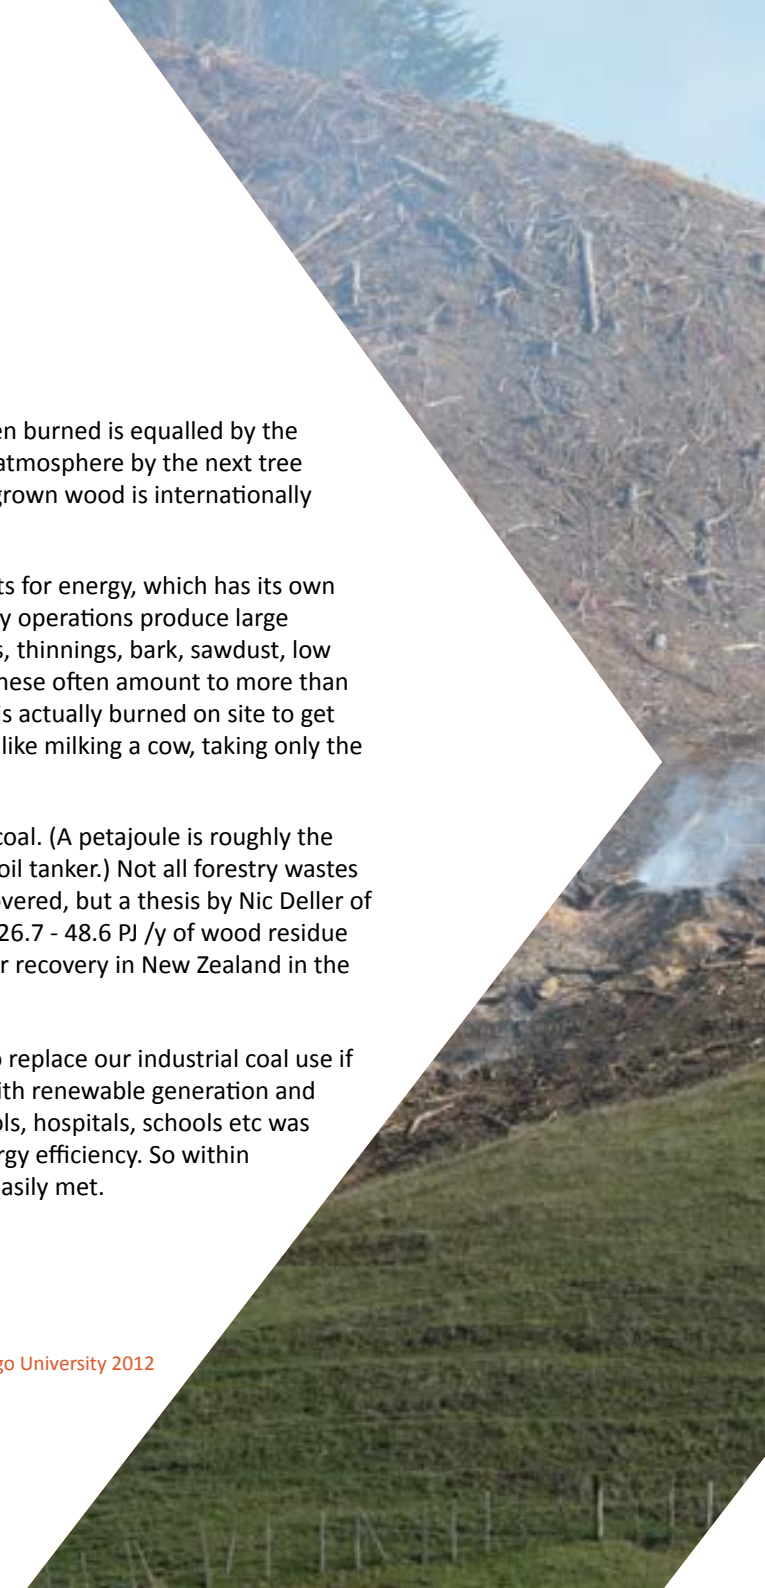 en burned is equalled by the
atmosphere by the next tree
grown wood is internationally
ts for energy, which has its own
y operations produce large
s, thinnings, bark, sawdust, low
hese often amount to more than
is actually burned on site to get
like milking a cow, taking only the
coal. (A petajoule is roughly the
oil tanker.) Not all forestry wastes
overed, but a thesis by Nic Deller of
26.7 - 48.6 PJ /y of wood residue
r recovery in New Zealand in the
o replace our industrial coal use if
ith renewable generation and
ols, hospitals, schools etc was
rgy efficiency. So within
asily met.
go University 2012